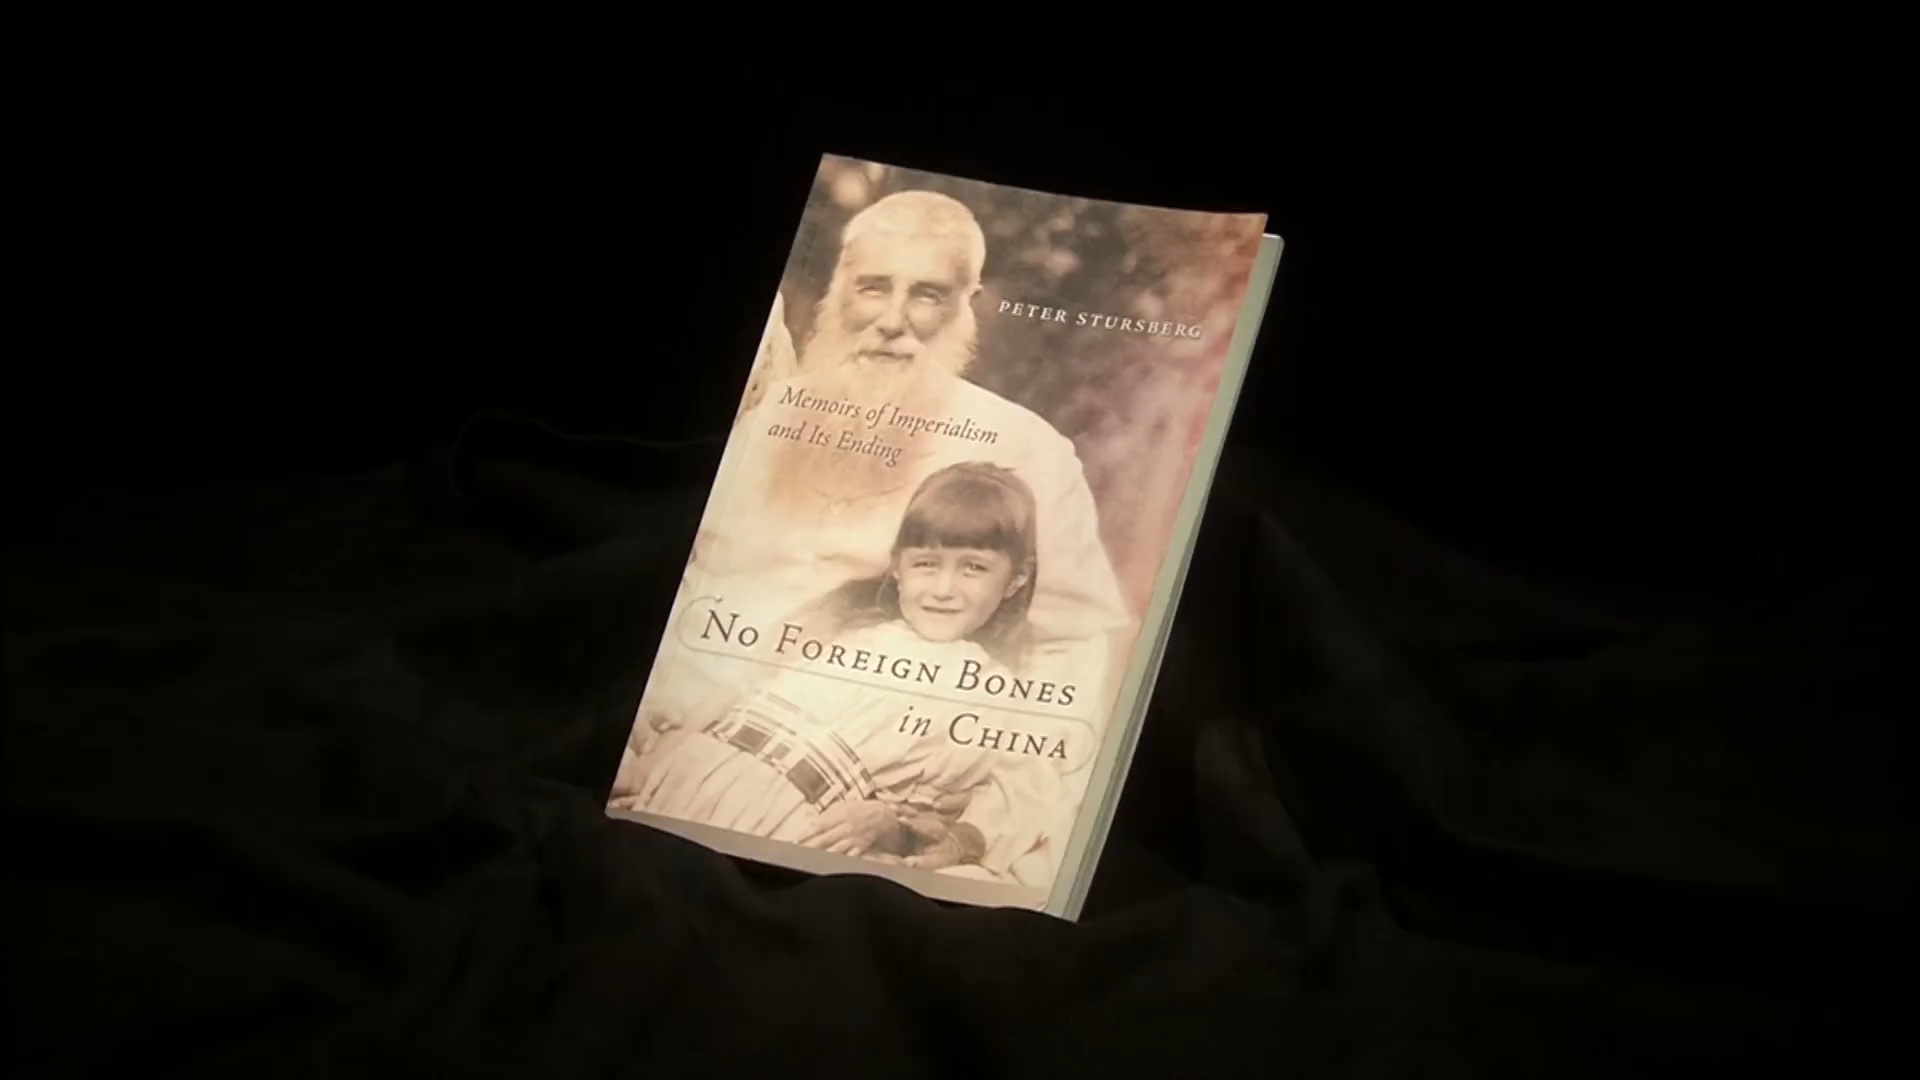 PETER STURSBERG
Memoirs of Imperialism
and Its Ending
NO FOREIGN BONES
in CHINA